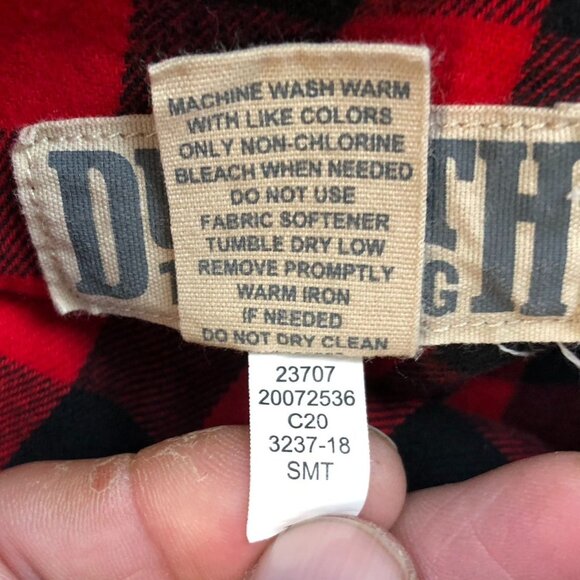 MACHINE WASH WARM
WITH LIKE COLORS
ONLY NON-CHLORINE
BLEACH WHEN NEEDED
DO NOT USE
FABRIC SOFTENER
TUMBLE DRY LOW
REMOVE PROMPTLY
WARM IRON
IF NEEDED
DO NOT DRY CLEAN
23707
20072536
C20
3237-18
SMT